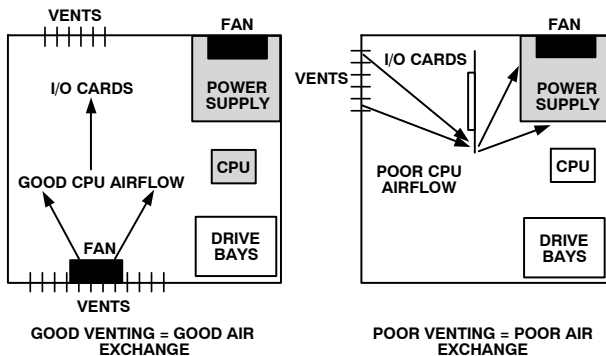 VENTS
FAN
I/O CARDS
POWER
SUPPLY
GOOD CPU AIRFLOW
CPU
FAN
DRIVE
BAYS
VENTS
GOOD VENTING = GOOD AIR
EXCHANGE
FAN
VENTS
I/O CARDS
POWER
SUPPLY
POOR CPU
AIRFLOW
CPU
DRIVE
BAYS
POOR VENTING = POOR AIR
EXCHANGE